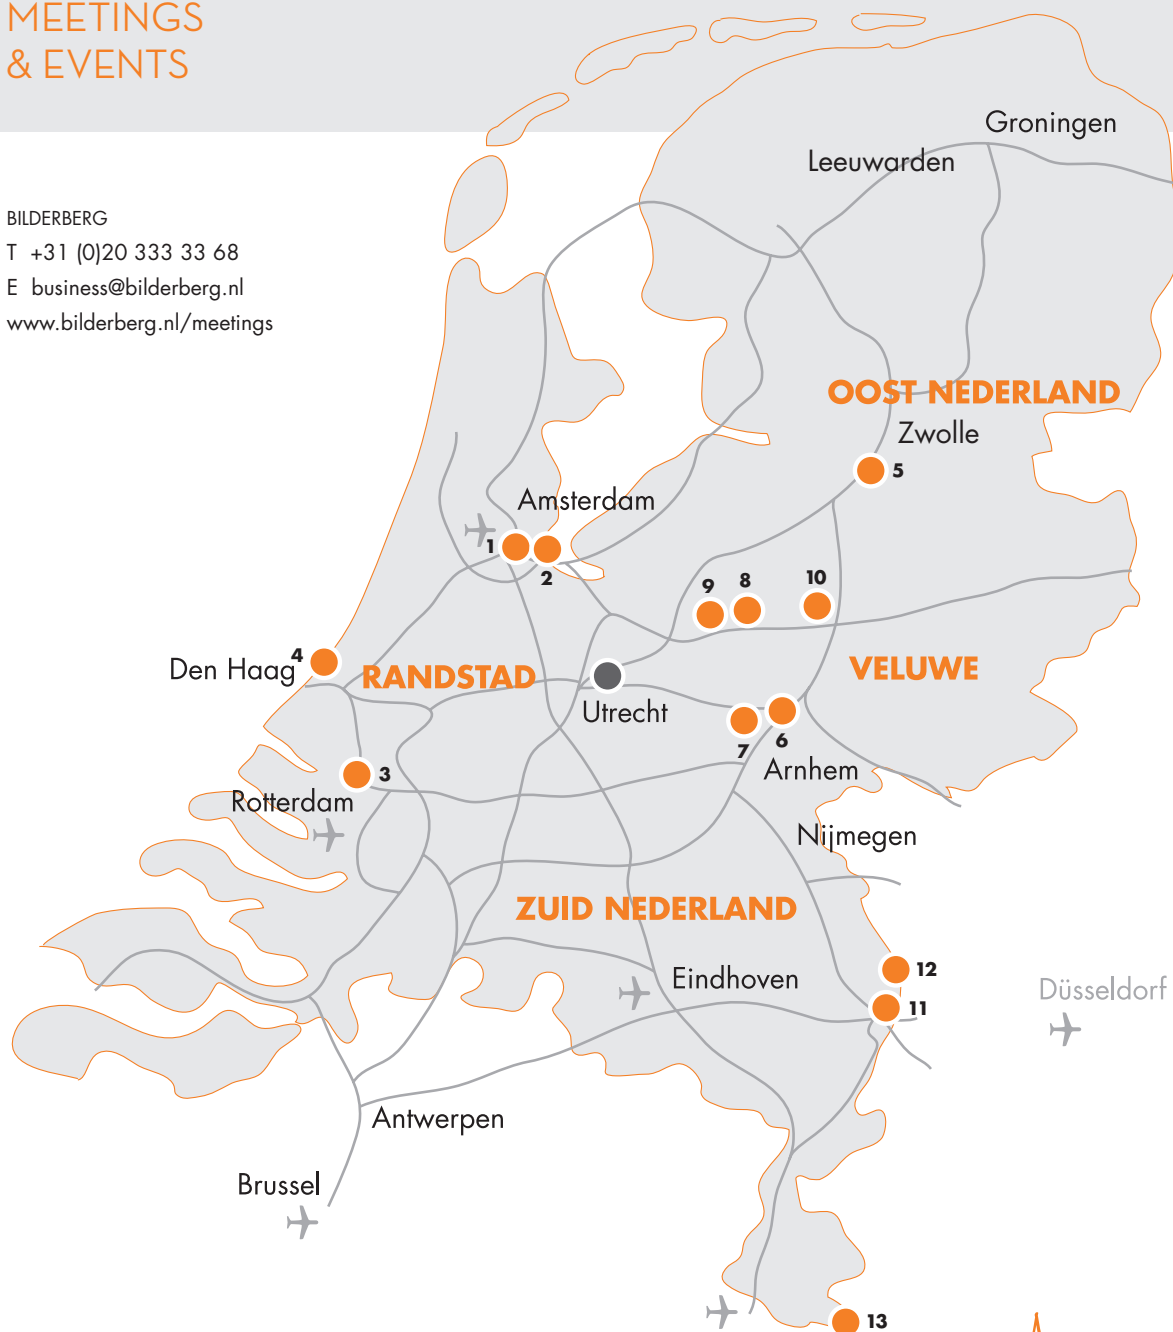 MEETINGS
& EVENTS
BILDERBERG
T +31 (0)20 333 33 68
E business@bilderberg.nl
www.bilderberg.nl/meetings
Groningen
Leeuwarden
OOST NEDERLAND
Zwolle
5
Amsterdam
1
2
9
8
10
4
Den Haag
RANDSTAD
VELUWE
Utrecht
7
6
Arnhem
3
Rotterdam
Nijmegen
ZUID NEDERLAND
12
Eindhoven
Düsseldorf
11
Antwerpen
Brussel
13